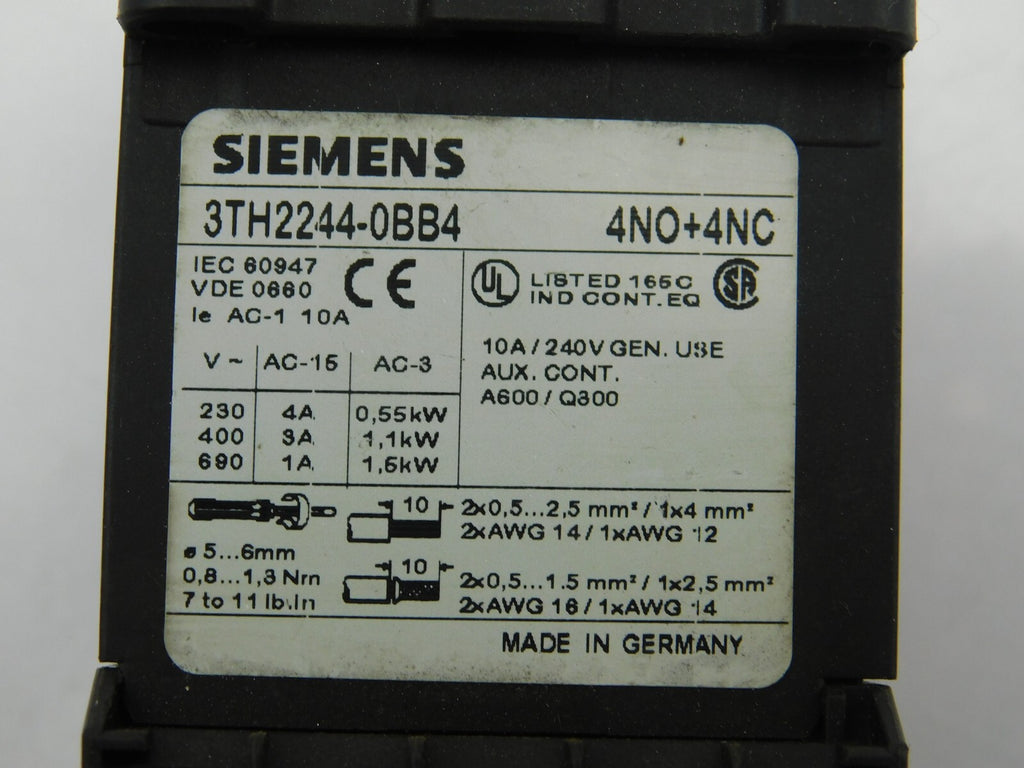 SIEMENS
3TH2244-0BB4 4NO+4NC
IEC 60947 CE
VDE 0660
Ie AC-1 10A
UL LISTED 165C SA
IND CONT. EQ
10A / 240V GEN. USE
AUX. CONT.
A600 / Q300
V ~ AC-15 AC-3
230 4A 0,55kW
400 3A 1,1kW
690 1A 1,5kW
10 2x0,5...2,5 mm² / 1x4 mm²
2xAWG 14 / 1xAWG 12
ø 5...6mm
0,8...1,3 Nm
7 to 11 lb.in
10 2x0,5...1.5 mm² / 1x2,5 mm²
2xAWG 16 / 1xAWG 14
MADE IN GERMANY